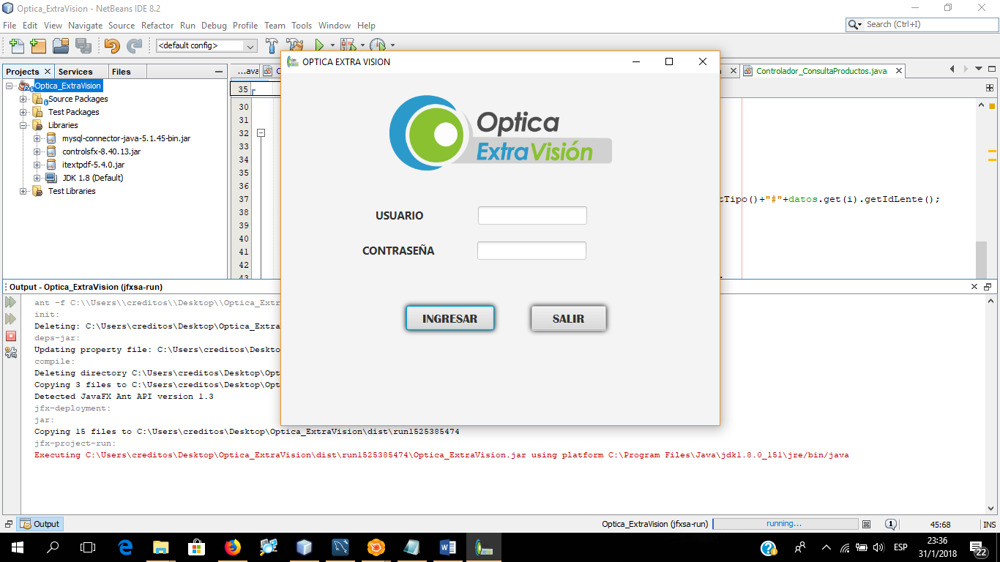 Optica_ExtraVision - NetBeans IDE 8.2
File Edit View Navigate Source Refactor Run Debug Profile Team Tools Window Help
Search (Ctrl+I)
<default config>
Projects Services Files
...ava
Controlador_ConsultaProductos.java
OPTICA EXTRA VISION
Optica
ExtraVisión
USUARIO
CONTRASEÑA
INGRESAR SALIR
Optica_ExtraVision
Source Packages
Test Packages
Libraries
mysql-connector-java-5.1.45-bin.jar
controlsfx-8.40.13.jar
itextpdf-5.4.0.jar
JDK 1.8 (Default)
Test Libraries
35
30
31
32
33
34
35
36
37
38
39
40
41
42
43
tTipo()+"#"+datos.get(i).getIdLente();
Output - Optica_ExtraVision (jfxsa-run)
ant -f C:\\Users\\creditos\\Desktop\\Optica_Extra
init:
Deleting: C:\Users\creditos\Desktop\Optica_Extra
deps-jar:
Updating property file: C:\Users\creditos\Deskto
compile:
Deleting directory C:\Users\creditos\Desktop\Opt
Copying 3 files to C:\Users\creditos\Desktop\Opt
Detected JavaFX Ant API version 1.3
jfx-deployment:
jar:
Copying 15 files to C:\Users\creditos\Desktop\Optica_ExtraVision\dist\run1525385474
jfx-project-run:
Executing C:\Users\creditos\Desktop\Optica_ExtraVision\dist\run1525385474\Optica_ExtraVision.jar using platform C:\Program Files\Java\jdk1.8.0_151\jre/bin/java
Output
Optica_ExtraVision (jfxsa-run)
running...
1
45:68
INS
ESP
23:36
31/1/2018
22